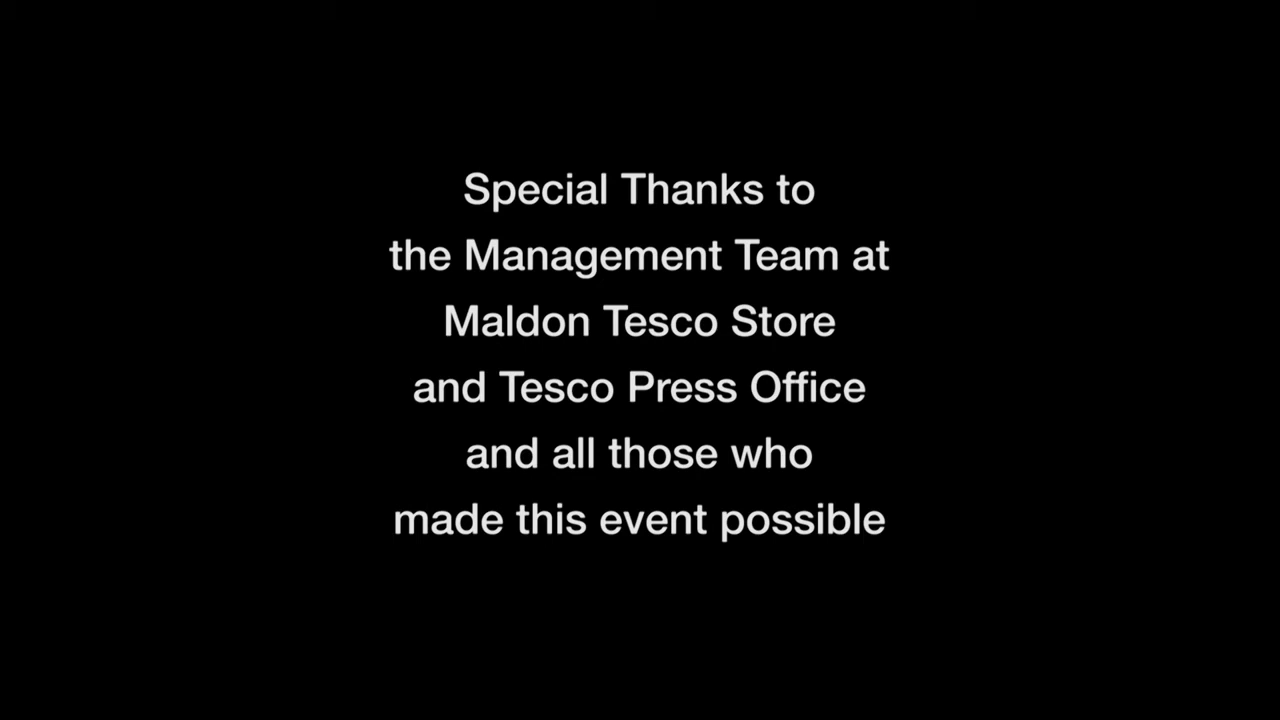 Special Thanks to
the Management Team at
Maldon Tesco Store
and Tesco Press Office
and all those who
made this event possible